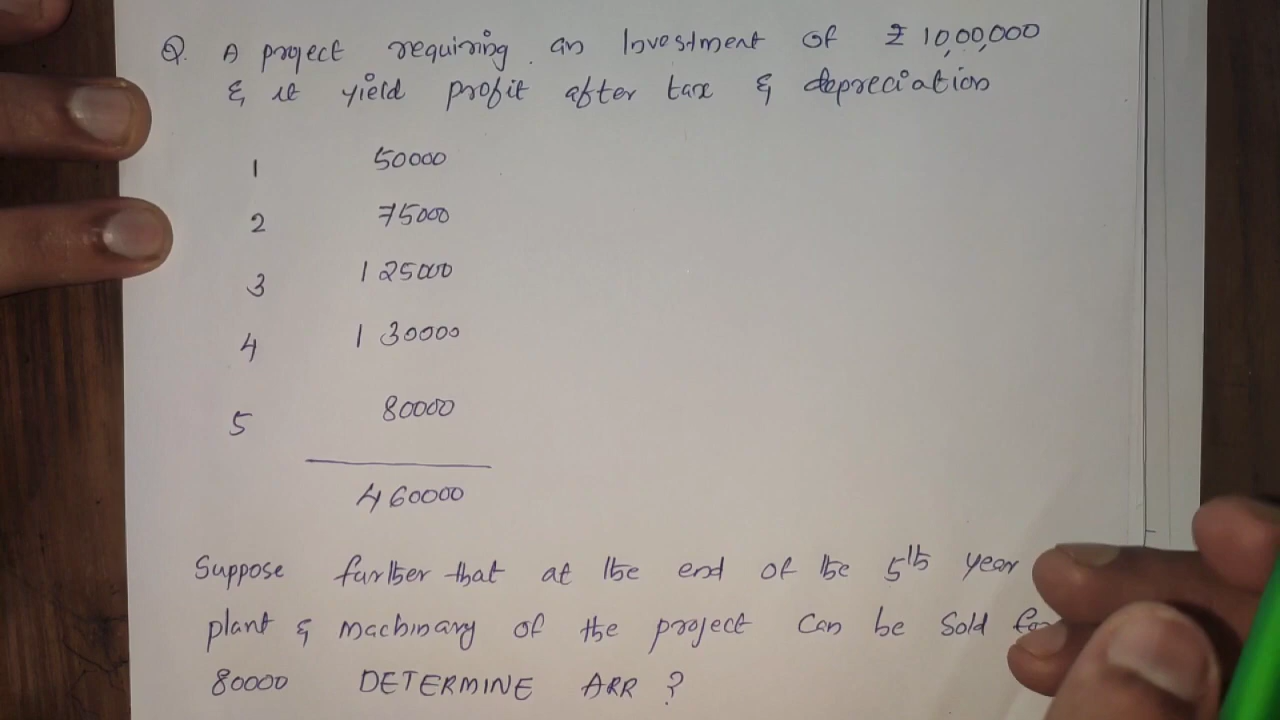 Q. A project requiring an Investment of ₹ 10,00,000
& it yield profit after tax & depreciation
1 50000
2 75000
3 125000
4 130000
5 80000
460000
Suppose further that at the end of the 5th year
plant & machinary of the project can be sold
80000 DETERMINE ARR ?